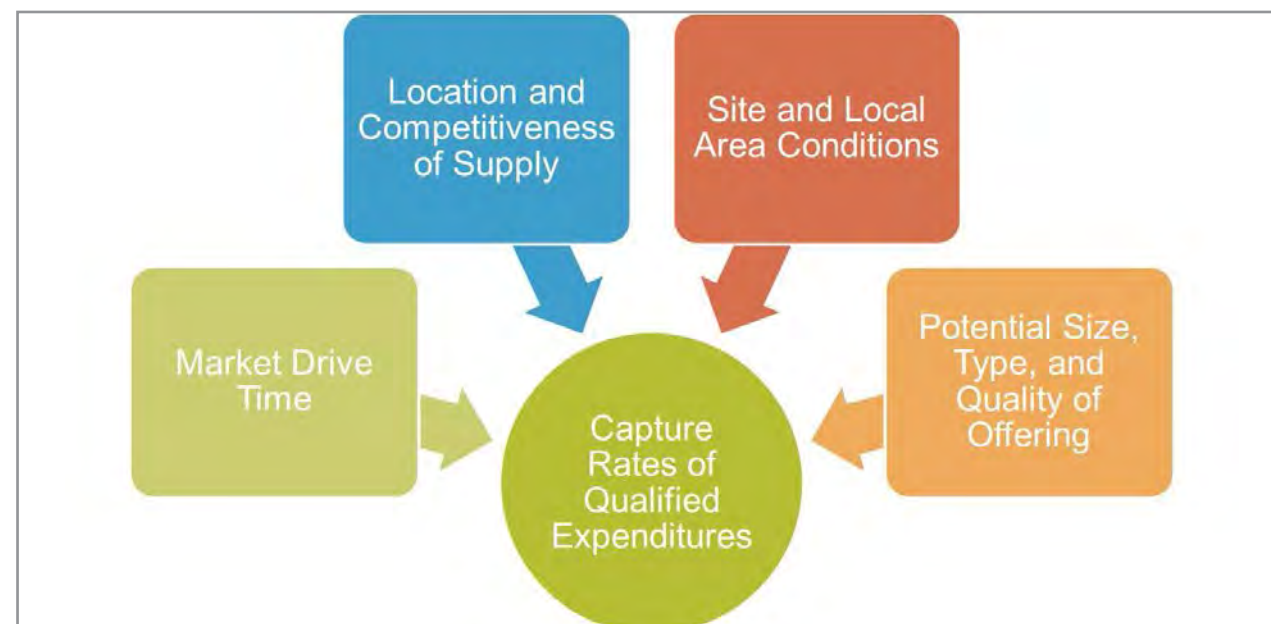 Location and
Competitiveness
of Supply
Site and Local
Area Conditions
Market Drive
Time
Potential Size,
Type, and
Quality of
Offering
Capture
Rates of
Qualified
Expenditures